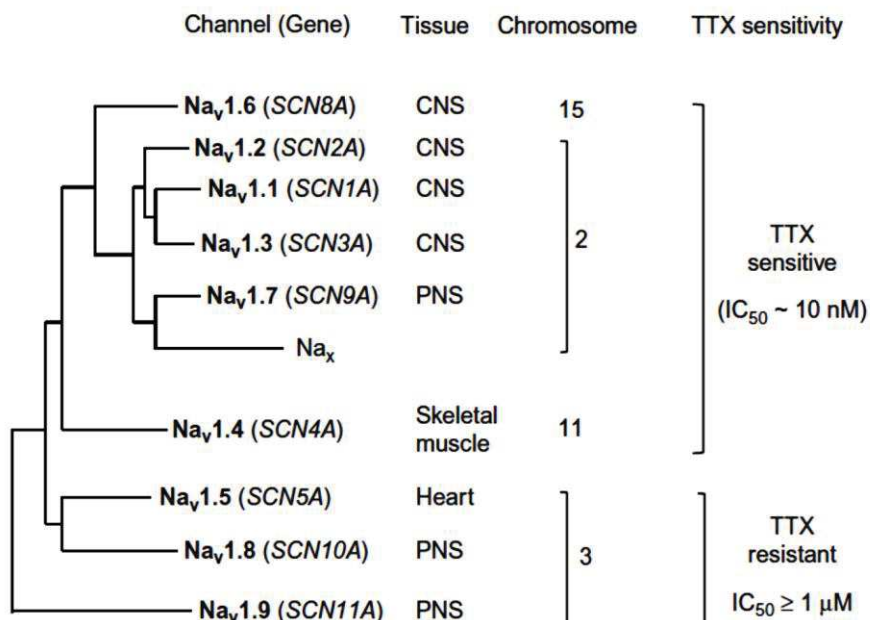 Channel (Gene) Tissue Chromosome TTX sensitivity
Naᵥ1.6 (SCN8A) CNS 15
Naᵥ1.2 (SCN2A) CNS
Naᵥ1.1 (SCN1A) CNS
Naᵥ1.3 (SCN3A) CNS
2
TTX
sensitive
(IC₅₀ ~ 10 nM)
Naᵥ1.7 (SCN9A) PNS
Naₓ
Naᵥ1.4 (SCN4A) Skeletal
muscle
11
Naᵥ1.5 (SCN5A) Heart
Naᵥ1.8 (SCN10A) PNS
3
TTX
resistant
IC₅₀ ≥ 1 μM
Naᵥ1.9 (SCN11A) PNS